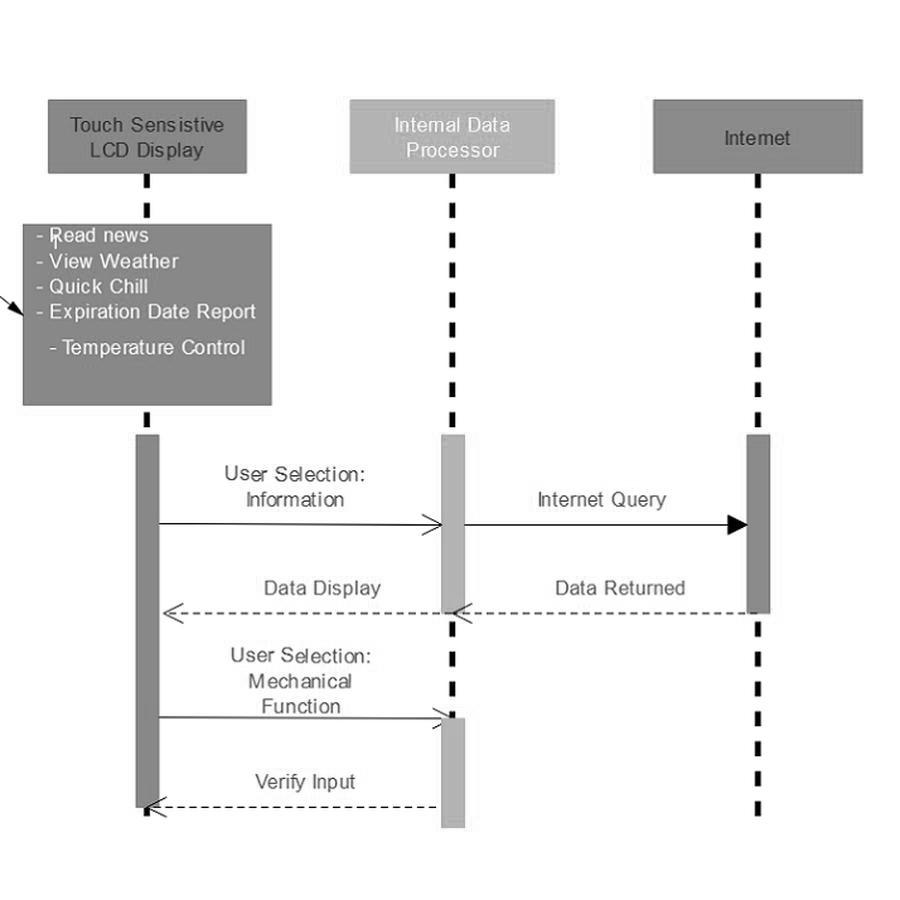 Touch Sensistive
LCD Display
Internal Data
Processor
Internet
- Read news
- View Weather
- Quick Chill
- Expiration Date Report
- Temperature Control
User Selection:
Information
Internet Query
Data Display
Data Returned
User Selection:
Mechanical
Function
Verify Input